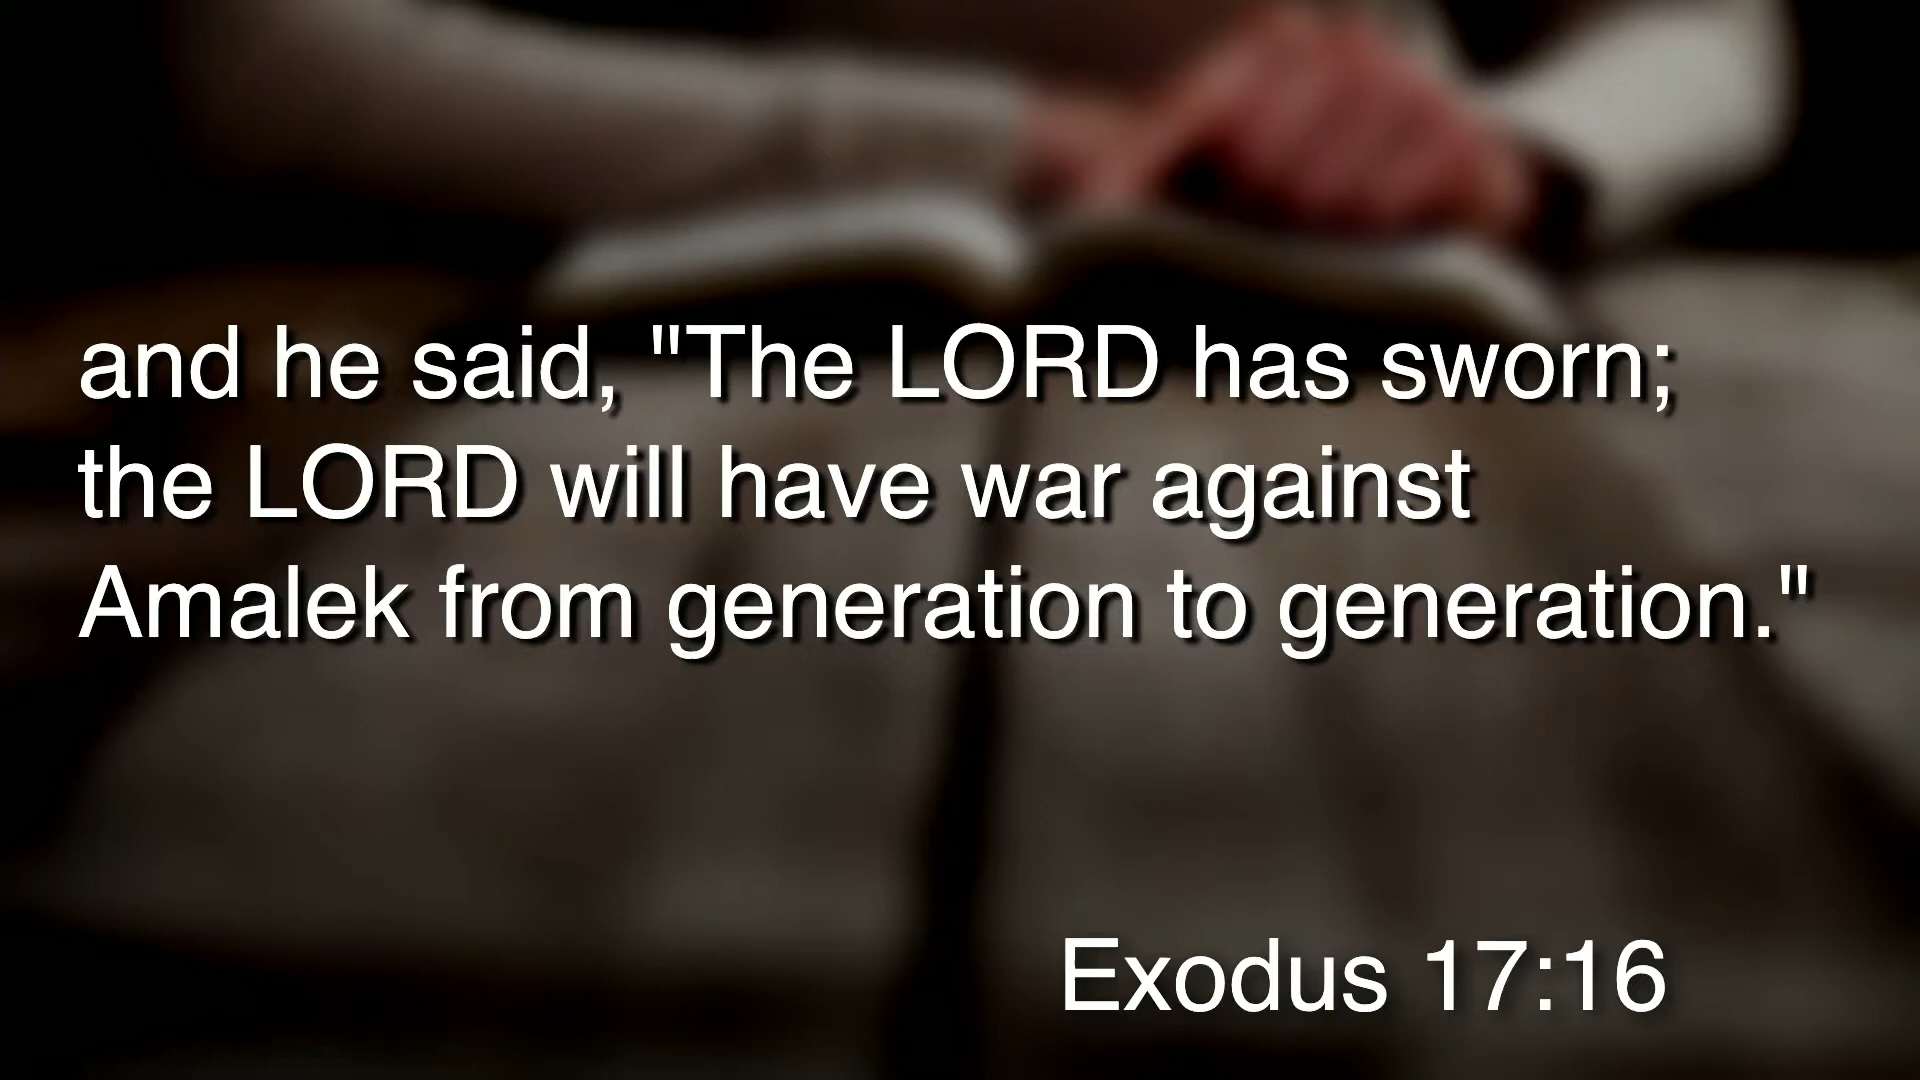 and he said, "The LORD has sworn;
the LORD will have war against
Amalek from generation to generation."
Exodus 17:16